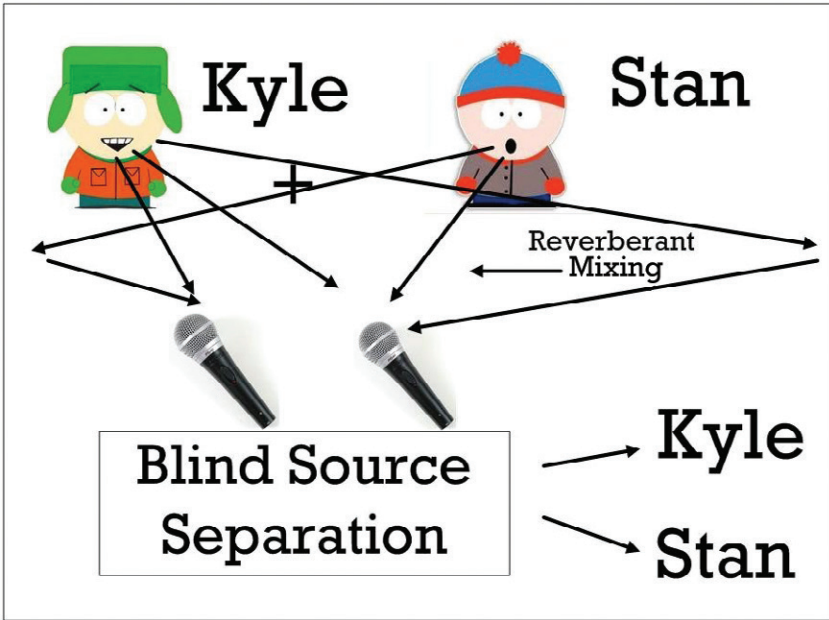 Kyle
Stan
+
Reverberant
Mixing
Blind Source
Separation
Kyle
Stan